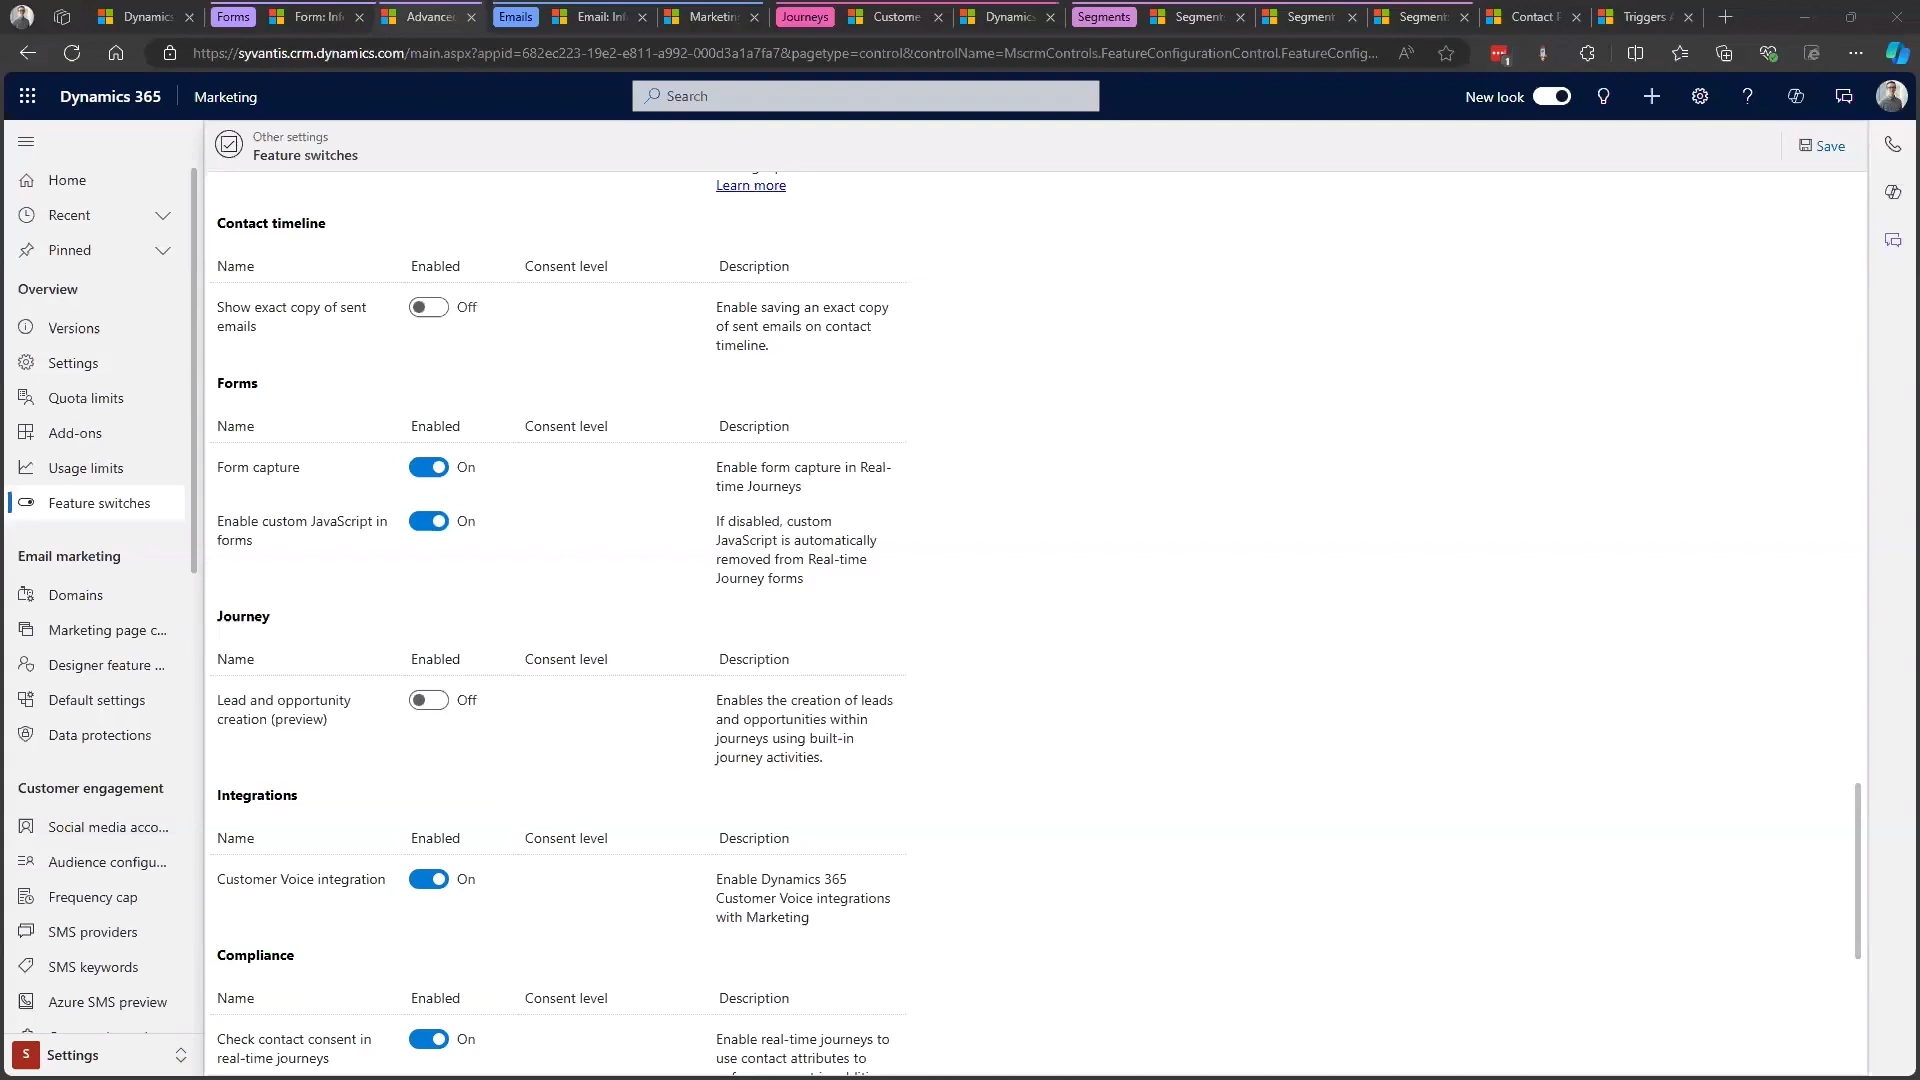 Dynamics
Forms
Form: Inf
Advance
Emails
Email: Inf
Marketin
Journeys
Custome
Dynamics
Segments
Segment
Segment
Segment
Contact F
Triggers
https://syvantis.crm.dynamics.com/main.aspx?appid=682ec223-19e2-e811-a992-000d3a1a7fa7&pagetype=control&controlName=MscrmControls.FeatureConfigurationControl.FeatureConfig...
1
Dynamics 365
Marketing
Search
New look
Other settings
Feature switches
Save
Home
Recent
Pinned
Overview
Versions
Settings
Quota limits
Add-ons
Usage limits
Feature switches
Email marketing
Domains
Marketing page c...
Designer feature ...
Default settings
Data protections
Customer engagement
Social media acco...
Audience configu...
Frequency cap
SMS providers
SMS keywords
Azure SMS preview
S
Settings
Learn more
Contact timeline
Name Enabled Consent level Description
Show exact copy of sent Off Enable saving an exact copy
emails of sent emails on contact
timeline.
Forms
Name Enabled Consent level Description
Form capture On Enable form capture in Real-
time Journeys
Enable custom JavaScript in On If disabled, custom
forms JavaScript is automatically
removed from Real-time
Journey forms
Journey
Name Enabled Consent level Description
Lead and opportunity Off Enables the creation of leads
creation (preview) and opportunities within
journeys using built-in
journey activities.
Integrations
Name Enabled Consent level Description
Customer Voice integration On Enable Dynamics 365
Customer Voice integrations
with Marketing
Compliance
Name Enabled Consent level Description
Check contact consent in On Enable real-time journeys to
real-time journeys use contact attributes to